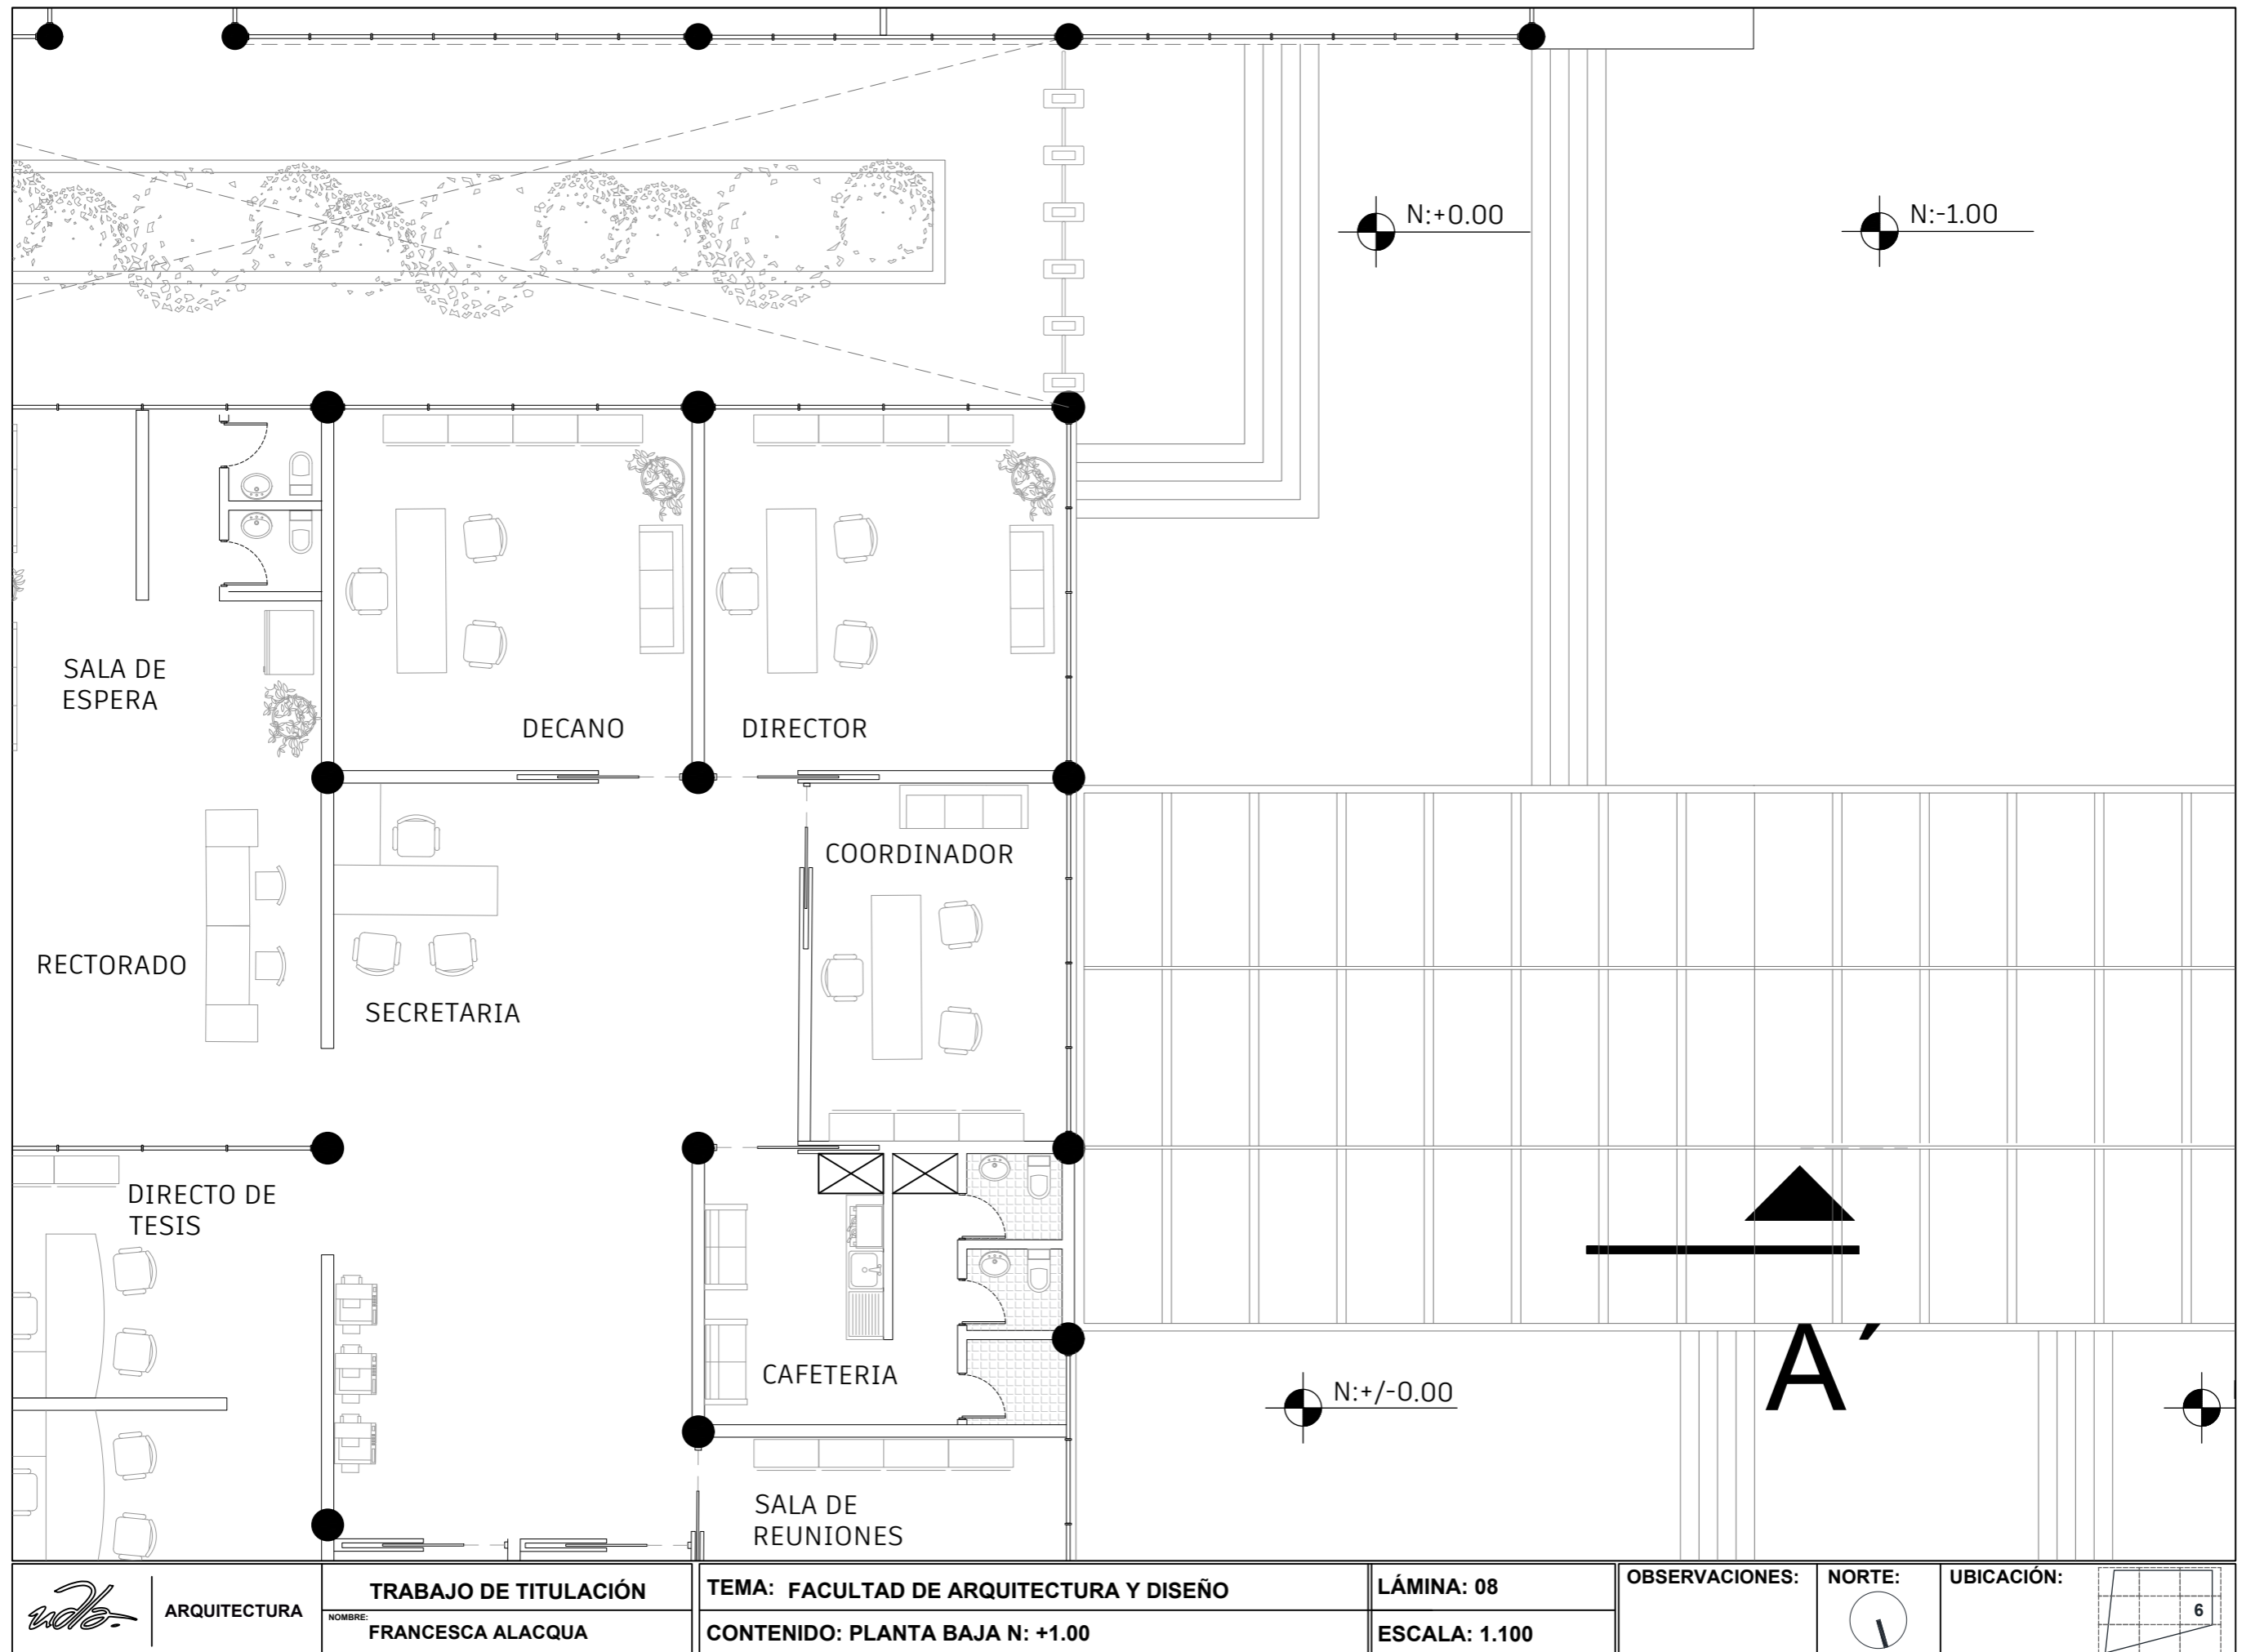 N:+0.00
N:-1.00
SALA DE
ESPERA
DECANO
DIRECTOR
COORDINADOR
RECTORADO
SECRETARIA
DIRECTO DE
TESIS
CAFETERIA
N:+/-0.00
A´
SALA DE
REUNIONES
udla-
ARQUITECTURA
TRABAJO DE TITULACIÓN
NOMBRE:
FRANCESCA ALACQUA
TEMA: FACULTAD DE ARQUITECTURA Y DISEÑO
CONTENIDO: PLANTA BAJA N: +1.00
LÁMINA: 08
ESCALA: 1.100
OBSERVACIONES:
NORTE:
UBICACIÓN:
6